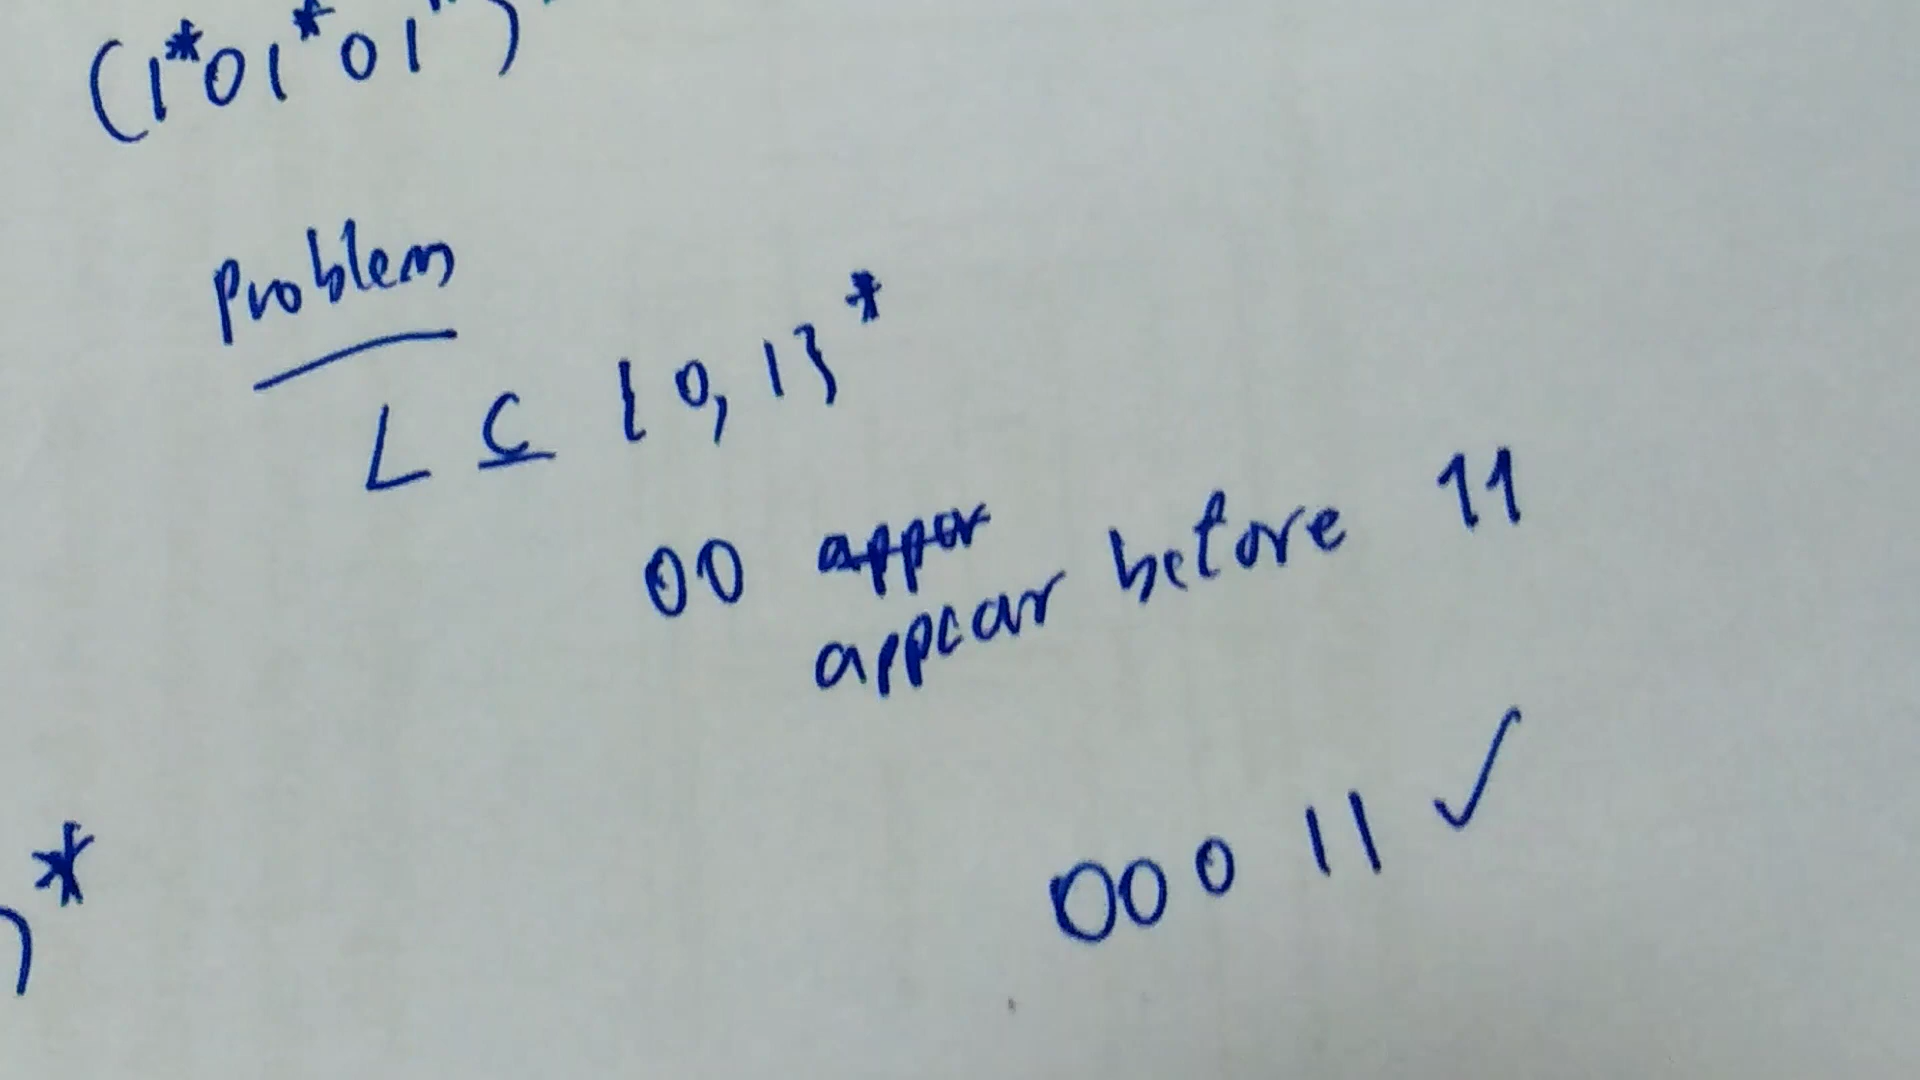 (1*01*01*)
Problem
L ⊆ {0,1}*
00 appor
appear before 11
00011 ✓
)*